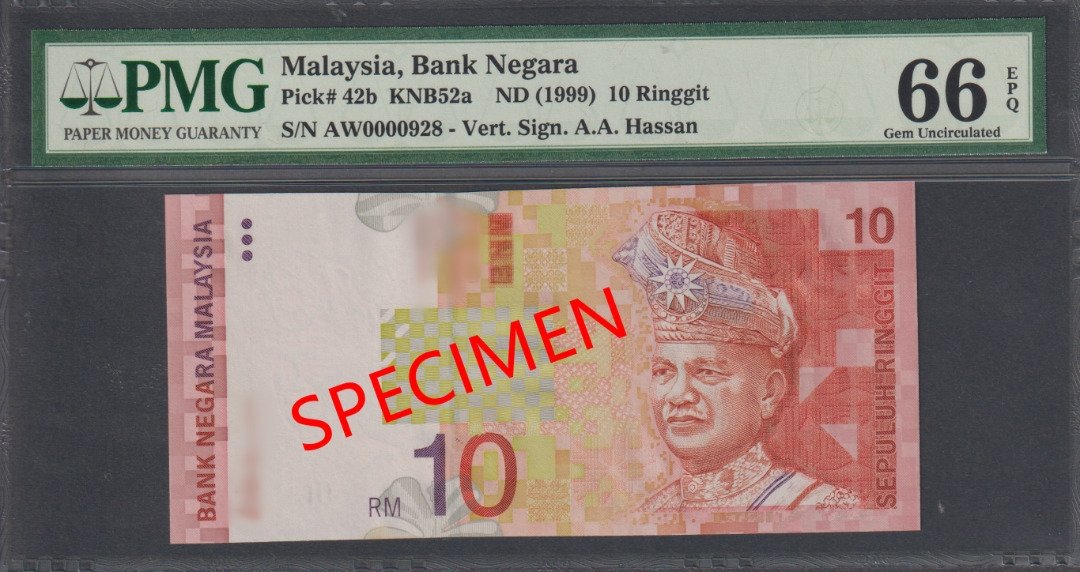 PMG
PAPER MONEY GUARANTY
Malaysia, Bank Negara
Pick# 42b KNB52a ND (1999) 10 Ringgit
S/N AW0000928 - Vert. Sign. A.A. Hassan
66
EPQ
Gem Uncirculated
BANK NEGARA MALAYSIA
10
SEPULUH RINGGIT
SPECIMEN
RM 10